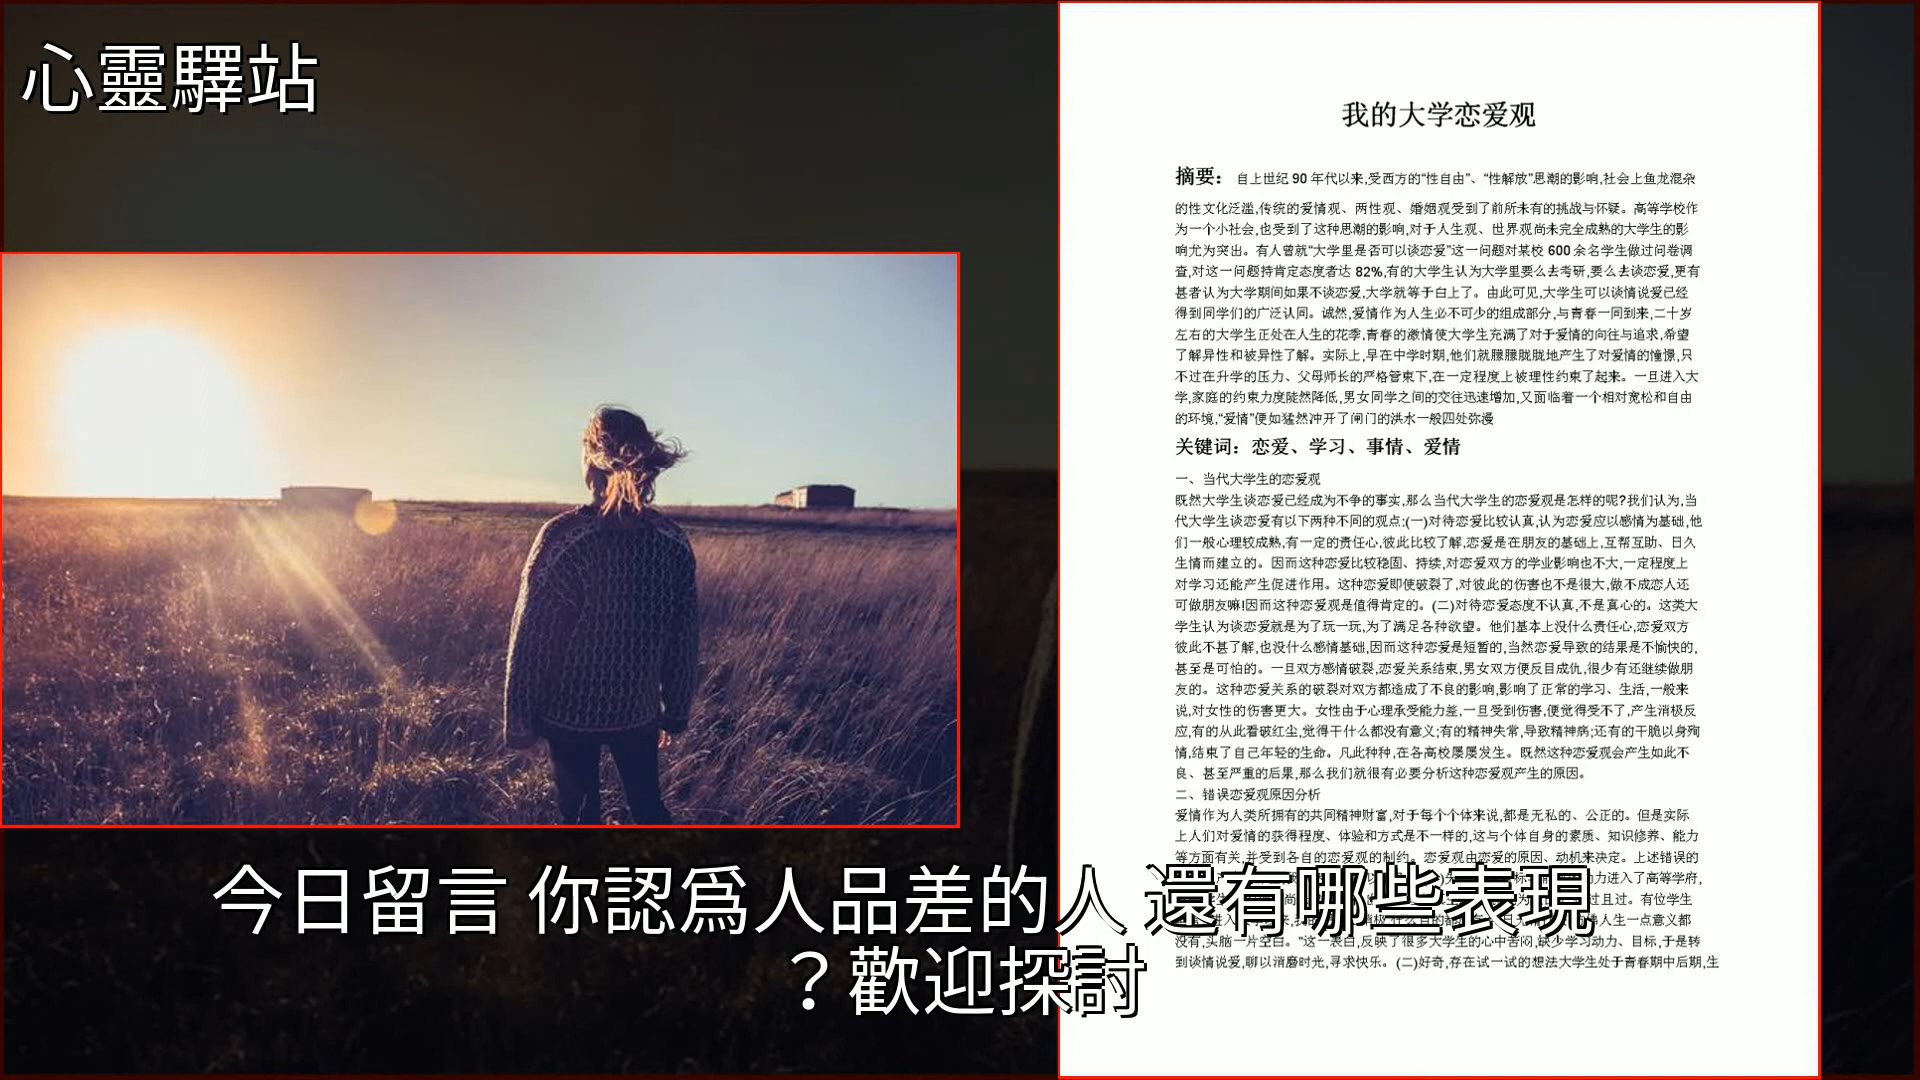 心靈驛站
我的大学恋爱观
摘要：自上世纪 90 年代以来,受西方的“性自由”、“性解放”思潮的影响,社会上鱼龙混杂
的性文化泛滥,传统的爱情观、两性观、婚姻观受到了前所未有的挑战与怀疑。高等学校作
为一个小社会,也受到了这种思潮的影响,对于人生观、世界观尚未完全成熟的大学生的影
响尤为突出。有人曾就“大学里是否可以谈恋爱”这一问题对某校 600 余名学生做过问卷调
查,对这一问题持肯定态度者达 82%,有的大学生认为大学里要么去考研,要么去谈恋爱,更有
甚者认为大学期间如果不谈恋爱,大学就等于白上了。由此可见,大学生可以谈情说爱已经
得到同学们的广泛认同。诚然,爱情作为人生必不可少的组成部分,与青春一同到来,二十岁
左右的大学生正处在人生的花季,青春的激情使大学生充满了对于爱情的向往与追求,希望
了解异性和被异性了解。实际上,早在中学时期,他们就朦朦胧胧地产生了对爱情的憧憬,只
不过在升学的压力、父母师长的严格管束下,在一定程度上被理性约束了起来。一旦进入大
学,家庭的约束力度陡然降低,男女同学之间的交往迅速增加,又面临着一个相对宽松和自由
的环境,“爱情”便如猛然冲开了闸门的洪水一般四处弥漫
关键词：恋爱、学习、事情、爱情
一、当代大学生的恋爱观
既然大学生谈恋爱已经成为不争的事实,那么当代大学生的恋爱观是怎样的呢?我们认为,当
代大学生谈恋爱有以下两种不同的观点:(一)对待恋爱比较认真,认为恋爱应以感情为基础,他
们一般心理较成熟,有一定的责任心,彼此比较了解,恋爱是在朋友的基础上,互帮互助、日久
生情而建立的。因而这种恋爱比较稳固、持续,对恋爱双方的学业影响也不大,一定程度上
对学习还能产生促进作用。这种恋爱即使破裂了,对彼此的伤害也不是很大,做不成恋人还
可做朋友嘛!因而这种恋爱观是值得肯定的。(二)对待恋爱态度不认真,不是真心的。这类大
学生认为谈恋爱就是为了玩一玩,为了满足各种欲望。他们基本上没什么责任心,恋爱双方
彼此不甚了解,也没什么感情基础,因而这种恋爱是短暂的,当然恋爱导致的结果是不愉快的,
甚至是可怕的。一旦双方感情破裂,恋爱关系结束,男女双方便反目成仇,很少有还继续做朋
友的。这种恋爱关系的破裂对双方都造成了不良的影响,影响了正常的学习、生活,一般来
说,对女性的伤害更大。女性由于心理承受能力差,一旦受到伤害,便觉得受不了,产生消极反
应,有的从此看破红尘,觉得干什么都没有意义;有的精神失常,导致精神病;还有的干脆以身殉
情,结束了自己年轻的生命。凡此种种,在各高校屡屡发生。既然这种恋爱观会产生如此不
良、甚至严重的后果,那么我们就很有必要分析这种恋爱观产生的原因。
二、错误恋爱观原因分析
爱情作为人类所拥有的共同精神财富,对于每个个体来说,都是无私的、公正的。但是实际
上人们对爱情的获得程度、体验和方式是不一样的,这与个体自身的素质、知识修养、能力
等方面有关,并受到各自的恋爱观的制约。恋爱观由恋爱的原因、动机来决定。上述错误的
力进入了高等学府,
过且过。有位学生
人生一点意义都
没有,头脑一片空白。”这一表白,反映了很多大学生的心中苦闷,缺少学习动力、目标,于是转
到谈情说爱,聊以消磨时光,寻求快乐。(二)好奇,存在试一试的想法大学生处于青春期中后期,生
今日留言 你認爲人品差的人 還有哪些表現
？歡迎探討